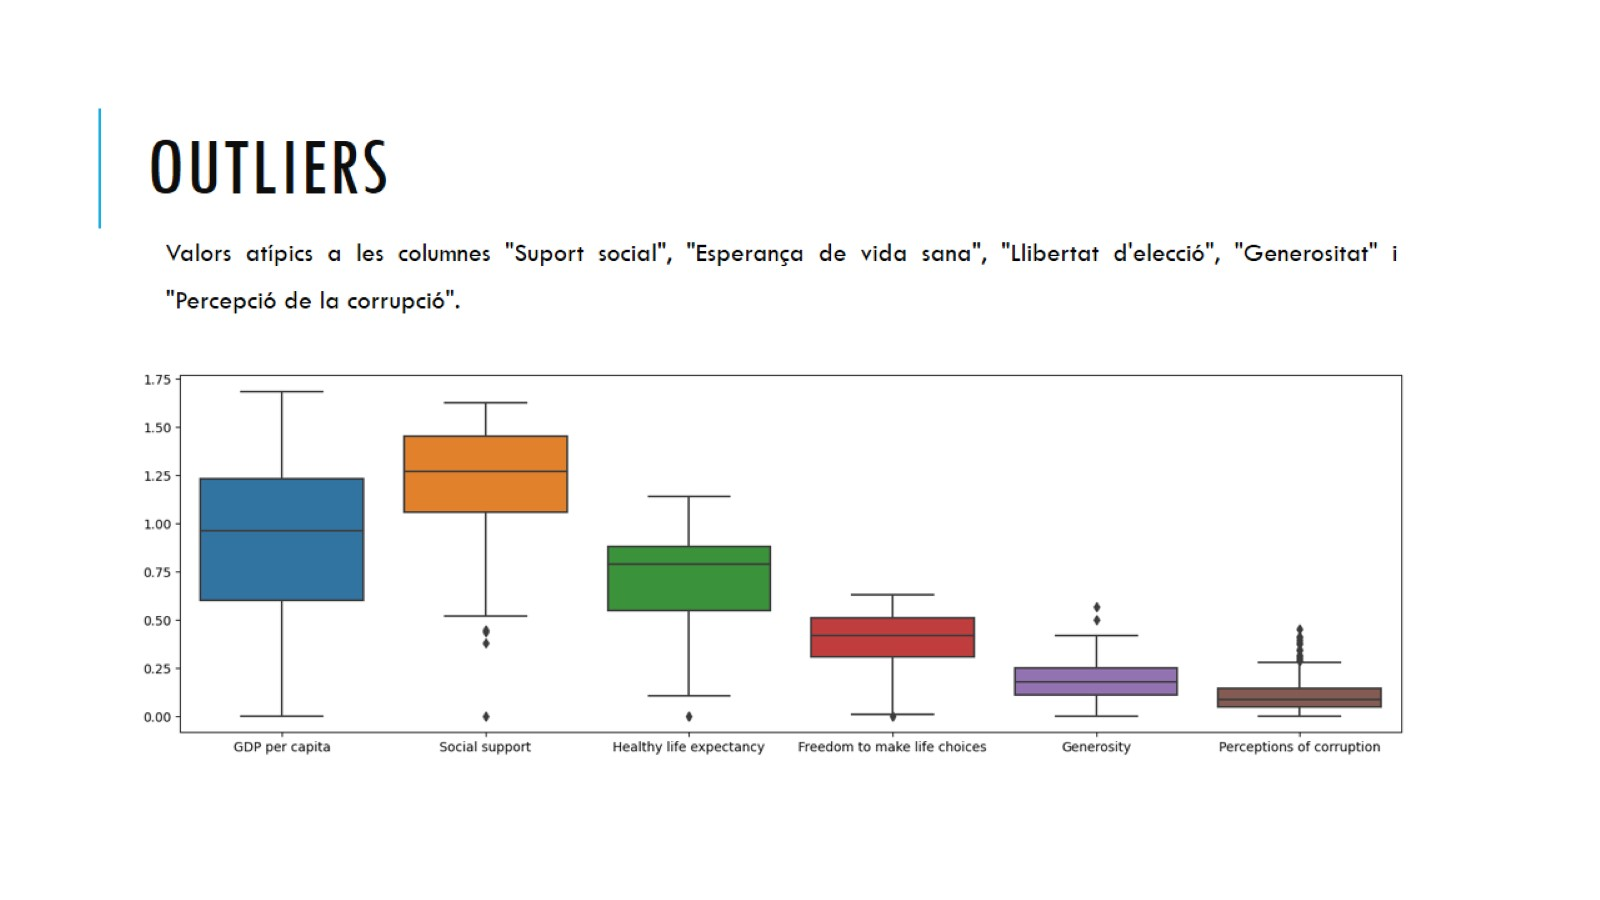 OUTLIERS
Valors atípics a les columnes "Suport social", "Esperança de vida sana", "Llibertat d'elecció", "Generositat" i
"Percepció de la corrupció".
1.75
1.50
1.25
1.00
0.75
0.50
0.25
0.00
GDP per capita
Social support
Healthy life expectancy
Freedom to make life choices
Generosity
Perceptions of corruption